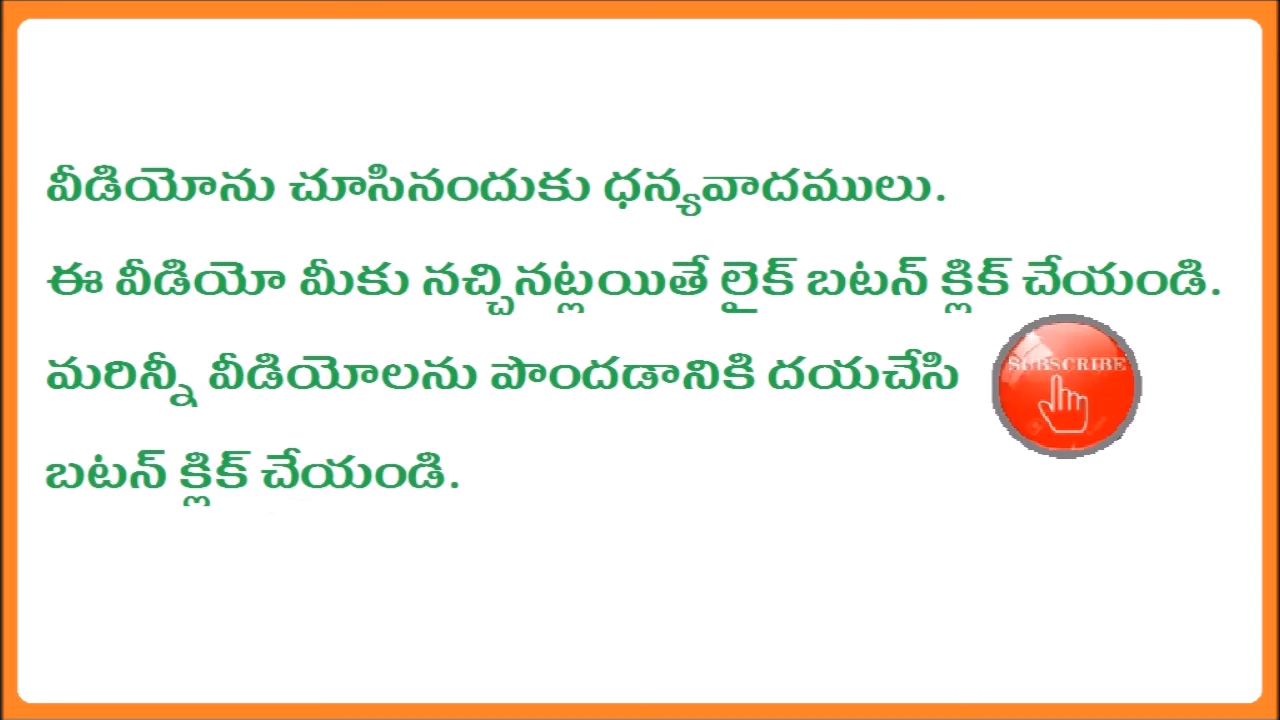 వీడియోను చూసినందుకు ధన్యవాదములు.
ఈ వీడియో మీకు నచ్చినట్లయితే లైక్ బటన్ క్లిక్ చేయండి.
మరిన్నీ వీడియోలను పొందడానికి దయచేసి SUBSCRIBE
బటన్ క్లిక్ చేయండి.